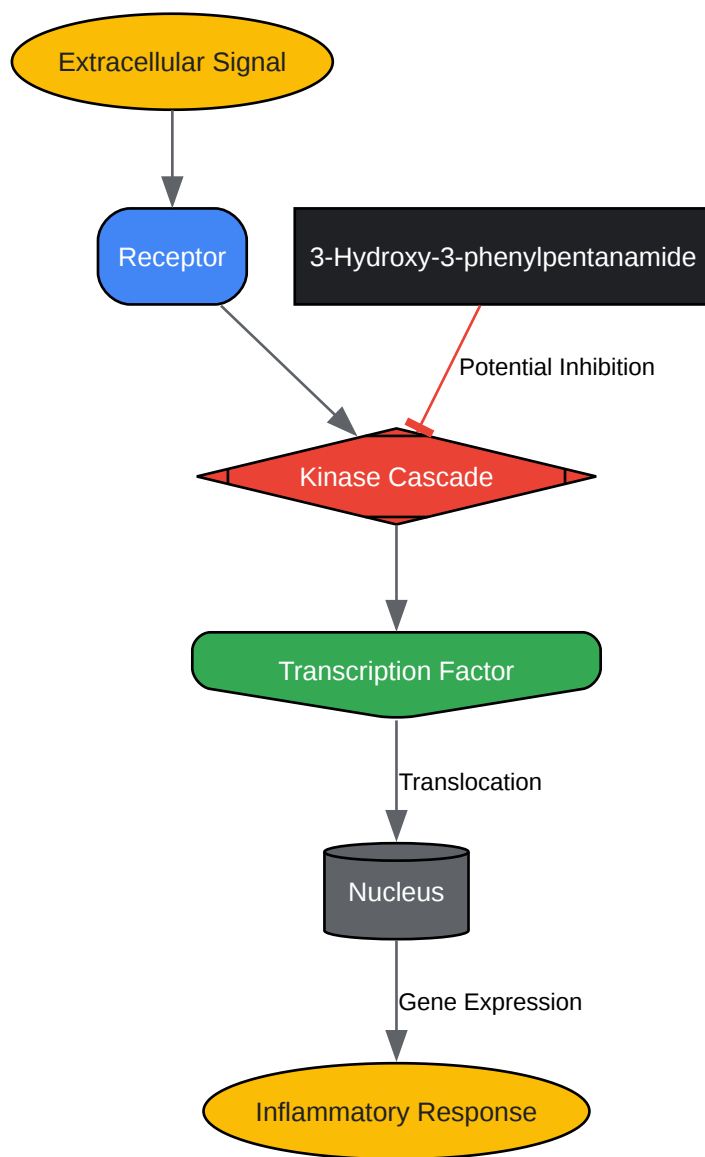 Extracellular Signal
Receptor
3-Hydroxy-3-phenylpentanamide
Potential Inhibition
Kinase Cascade
Transcription Factor
Translocation
Nucleus
Gene Expression
Inflammatory Response